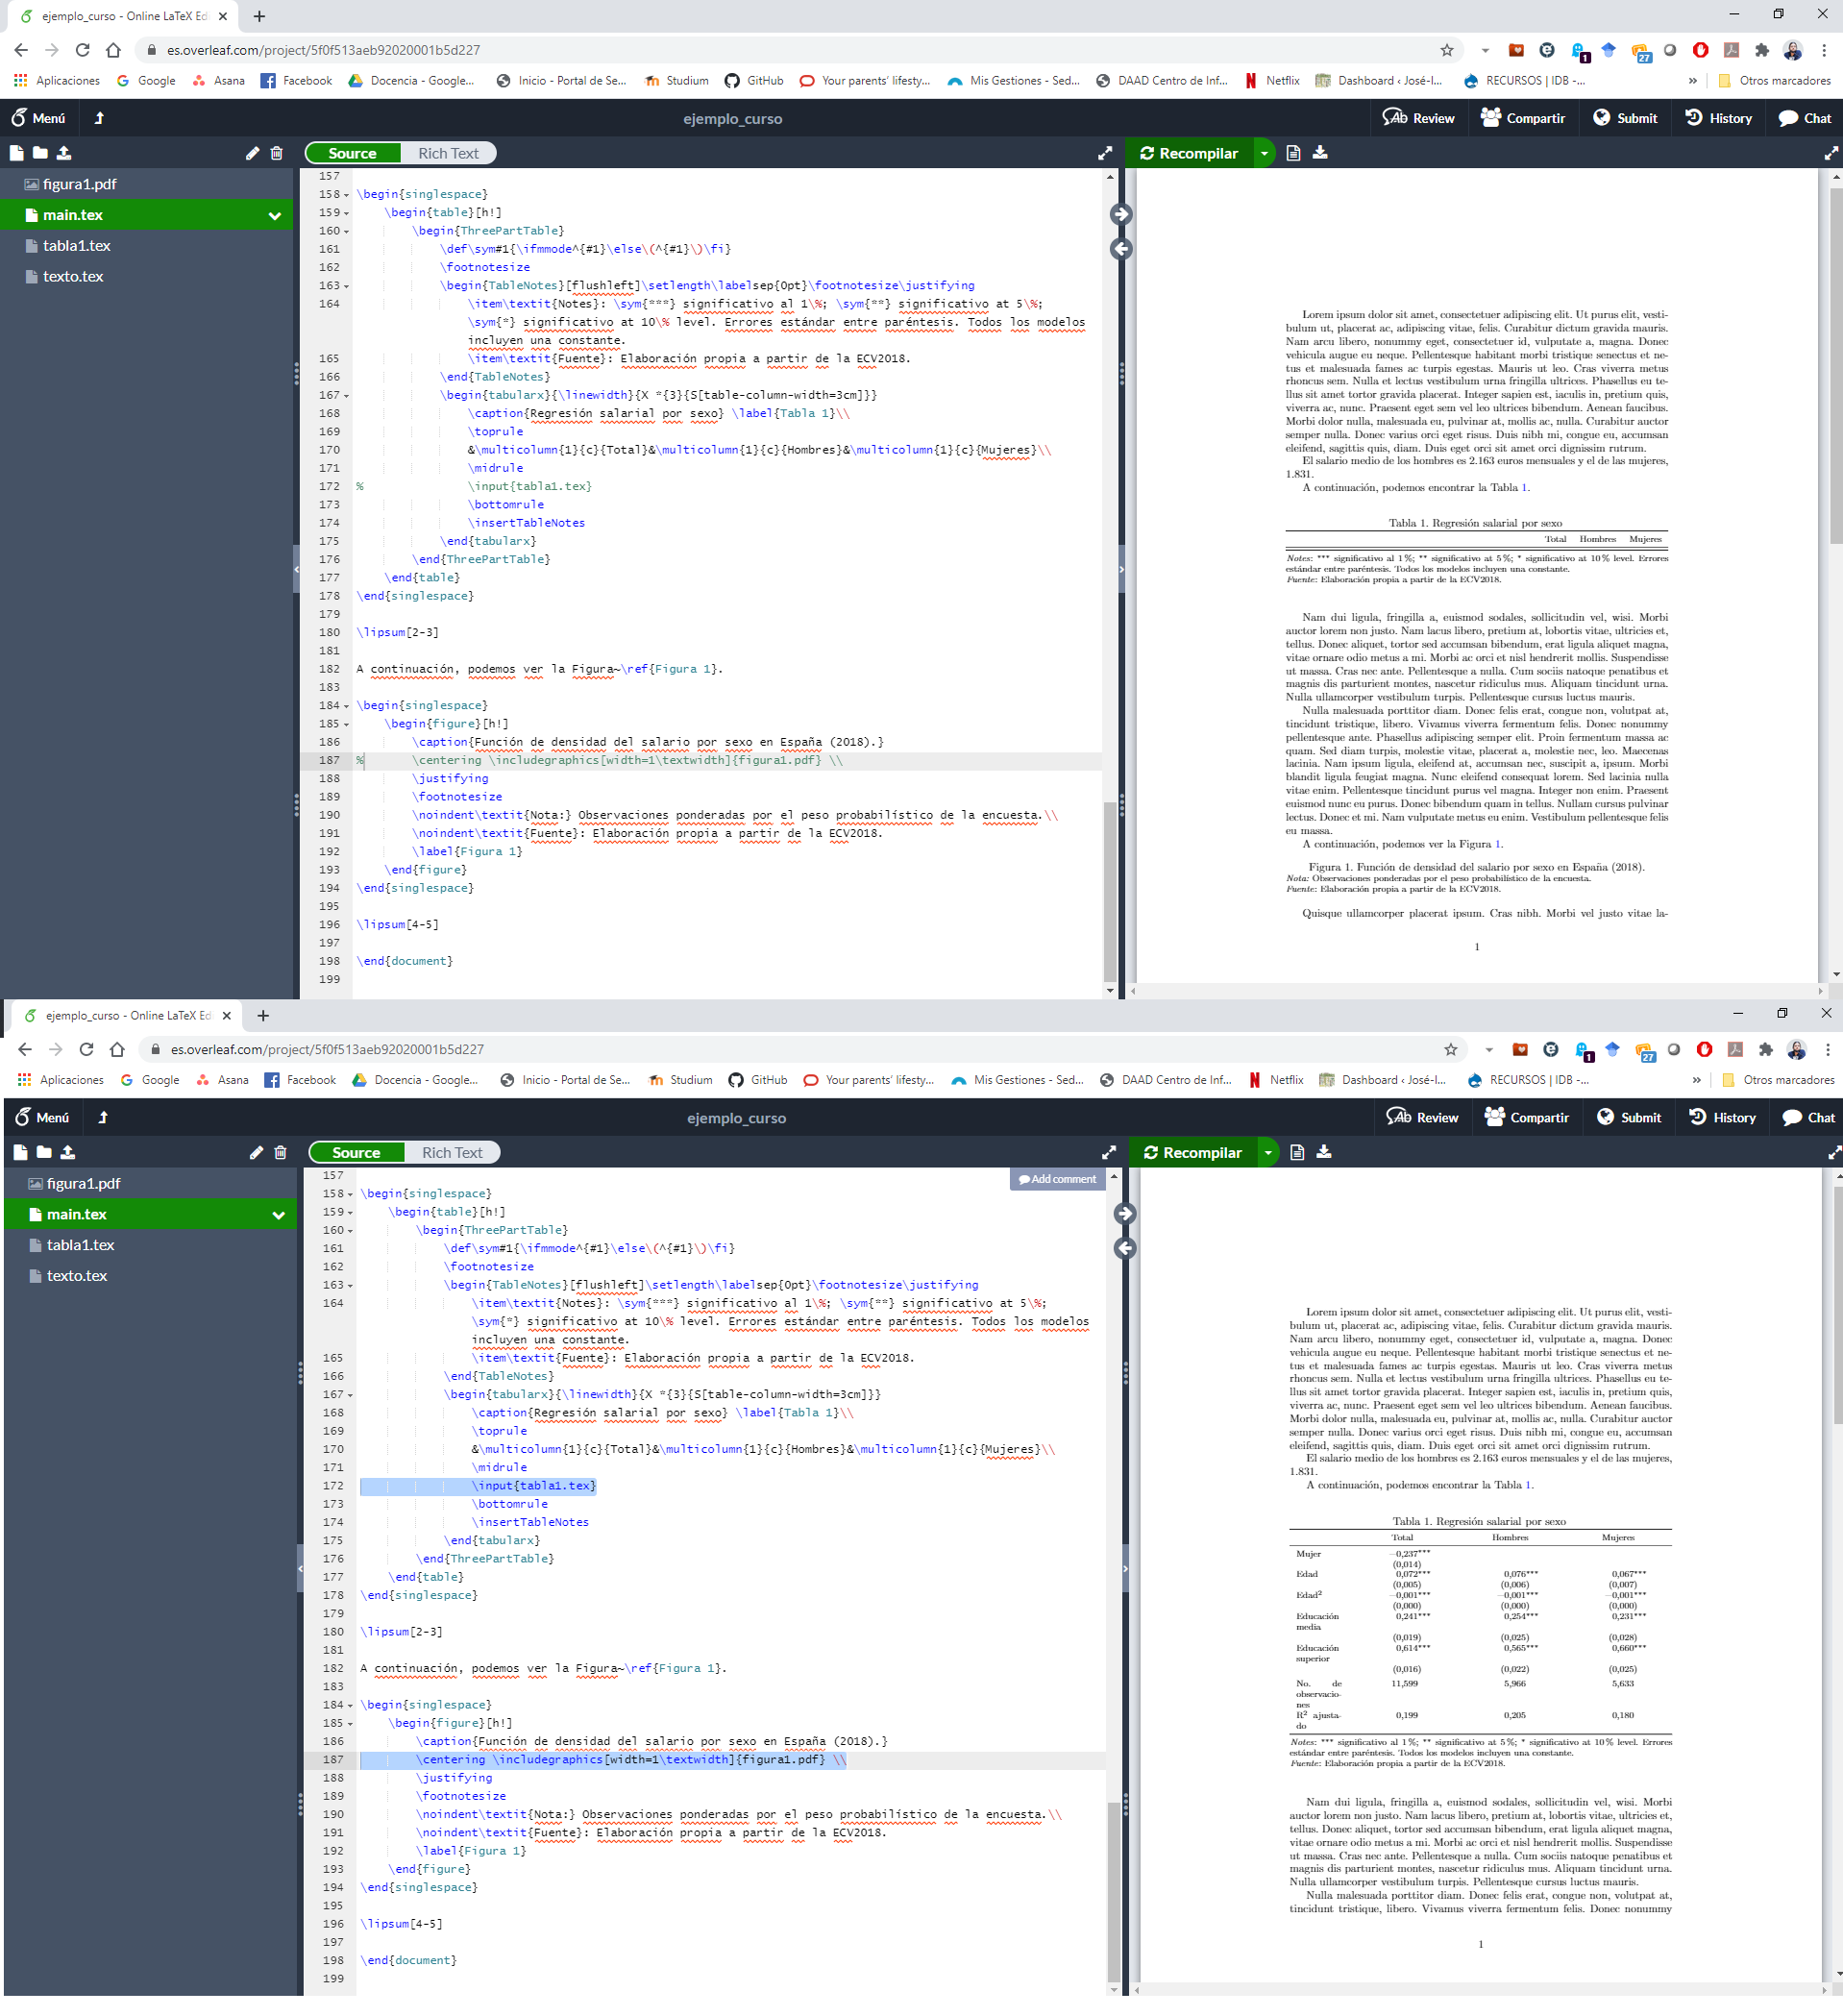 ejemplo_curso - Online LaTeX Ed
es.overleaf.com/project/5f0f513aeb92020001b5d227
1
27
Aplicaciones Google Asana Facebook Docencia - Google... Inicio - Portal de Se... Studium GitHub Your parents' lifesty... Mis Gestiones - Sed... DAAD Centro de Inf... Netflix Dashboard ‹ José-I... RECURSOS | IDB -... » Otros marcadores
Menú ejemplo_curso Review Compartir Submit History Chat
Source Rich Text Recompilar
figura1.pdf
main.tex
tabla1.tex
texto.tex
157
158 \begin{singlespace}
159 \begin{table}[h!]
160 \begin{ThreePartTable}
161 \def\sym#1{\ifmmode^{#1}\else\(^{#1}\)\fi}
162 \footnotesize
163 \begin{TableNotes}[flushleft]\setlength\labelsep{0pt}\footnotesize\justifying
164 \item\textit{Notes}: \sym{***} significativo al 1\%; \sym{**} significativo at 5\%;
\sym{*} significativo at 10\% level. Errores estándar entre paréntesis. Todos los modelos
incluyen una constante.
165 \item\textit{Fuente}: Elaboración propia a partir de la ECV2018.
166 \end{TableNotes}
167 \begin{tabularx}{\linewidth}{X *{3}{S[table-column-width=3cm]}}
168 \caption{Regresión salarial por sexo} \label{Tabla 1}\\
169 \toprule
170 &\multicolumn{1}{c}{Total}&\multicolumn{1}{c}{Hombres}&\multicolumn{1}{c}{Mujeres}\\
171 \midrule
172 % \input{tabla1.tex}
173 \bottomrule
174 \insertTableNotes
175 \end{tabularx}
176 \end{ThreePartTable}
177 \end{table}
178 \end{singlespace}
179
180 \lipsum[2-3]
181
182 A continuación, podemos ver la Figura~\ref{Figura 1}.
183
184 \begin{singlespace}
185 \begin{figure}[h!]
186 \caption{Función de densidad del salario por sexo en España (2018).}
187 % \centering \includegraphics[width=1\textwidth]{figura1.pdf} \\
188 \justifying
189 \footnotesize
190 \noindent\textit{Nota:} Observaciones ponderadas por el peso probabilístico de la encuesta.\\
191 \noindent\textit{Fuente}: Elaboración propia a partir de la ECV2018.
192 \label{Figura 1}
193 \end{figure}
194 \end{singlespace}
195
196 \lipsum[4-5]
197
198 \end{document}
199
Lorem ipsum dolor sit amet, consectetuer adipiscing elit. Ut purus elit, vesti-
bulum ut, placerat ac, adipiscing vitae, felis. Curabitur dictum gravida mauris.
Nam arcu libero, nonummy eget, consectetuer id, vulputate a, magna. Donec
vehicula augue eu neque. Pellentesque habitant morbi tristique senectus et ne-
tus et malesuada fames ac turpis egestas. Mauris ut leo. Cras viverra metus
rhoncus sem. Nulla et lectus vestibulum urna fringilla ultrices. Phasellus eu te-
llus sit amet tortor gravida placerat. Integer sapien est, iaculis in, pretium quis,
viverra ac, nunc. Praesent eget sem vel leo ultrices bibendum. Aenean faucibus.
Morbi dolor nulla, malesuada eu, pulvinar at, mollis ac, nulla. Curabitur auctor
semper nulla. Donec varius orci eget risus. Duis nibh mi, congue eu, accumsan
eleifend, sagittis quis, diam. Duis eget orci sit amet orci dignissim rutrum.
El salario medio de los hombres es 2.163 euros mensuales y el de las mujeres,
1.831.
A continuación, podemos encontrar la Tabla 1.
Tabla 1. Regresión salarial por sexo
Total Hombres Mujeres
Notes: *** significativo al 1 %; ** significativo at 5 %; * significativo at 10 % level. Errores
estándar entre paréntesis. Todos los modelos incluyen una constante.
Fuente: Elaboración propia a partir de la ECV2018.
Nam dui ligula, fringilla a, euismod sodales, sollicitudin vel, wisi. Morbi
auctor lorem non justo. Nam lacus libero, pretium at, lobortis vitae, ultricies et,
tellus. Donec aliquet, tortor sed accumsan bibendum, erat ligula aliquet magna,
vitae ornare odio metus a mi. Morbi ac orci et nisl hendrerit mollis. Suspendisse
ut massa. Cras nec ante. Pellentesque a nulla. Cum sociis natoque penatibus et
magnis dis parturient montes, nascetur ridiculus mus. Aliquam tincidunt urna.
Nulla ullamcorper vestibulum turpis. Pellentesque cursus luctus mauris.
Nulla malesuada porttitor diam. Donec felis erat, congue non, volutpat at,
tincidunt tristique, libero. Vivamus viverra fermentum felis. Donec nonummy
pellentesque ante. Phasellus adipiscing semper elit. Proin fermentum massa ac
quam. Sed diam turpis, molestie vitae, placerat a, molestie nec, leo. Maecenas
lacinia. Nam ipsum ligula, eleifend at, accumsan nec, suscipit a, ipsum. Morbi
blandit ligula feugiat magna. Nunc eleifend consequat lorem. Sed lacinia nulla
vitae enim. Pellentesque tincidunt purus vel magna. Integer non enim. Praesent
euismod nunc eu purus. Donec bibendum quam in tellus. Nullam cursus pulvinar
lectus. Donec et mi. Nam vulputate metus eu enim. Vestibulum pellentesque felis
eu massa.
A continuación, podemos ver la Figura 1.
Figura 1. Función de densidad del salario por sexo en España (2018).
Nota: Observaciones ponderadas por el peso probabilístico de la encuesta.
Fuente: Elaboración propia a partir de la ECV2018.
Quisque ullamcorper placerat ipsum. Cras nibh. Morbi vel justo vitae la-
1
ejemplo_curso - Online LaTeX Ed
es.overleaf.com/project/5f0f513aeb92020001b5d227
1
27
Aplicaciones Google Asana Facebook Docencia - Google... Inicio - Portal de Se... Studium GitHub Your parents' lifesty... Mis Gestiones - Sed... DAAD Centro de Inf... Netflix Dashboard ‹ José-I... RECURSOS | IDB -... » Otros marcadores
Menú ejemplo_curso Review Compartir Submit History Chat
Source Rich Text Recompilar
figura1.pdf
main.tex
tabla1.tex
texto.tex
Add comment
157
158 \begin{singlespace}
159 \begin{table}[h!]
160 \begin{ThreePartTable}
161 \def\sym#1{\ifmmode^{#1}\else\(^{#1}\)\fi}
162 \footnotesize
163 \begin{TableNotes}[flushleft]\setlength\labelsep{0pt}\footnotesize\justifying
164 \item\textit{Notes}: \sym{***} significativo al 1\%; \sym{**} significativo at 5\%;
\sym{*} significativo at 10\% level. Errores estándar entre paréntesis. Todos los modelos
incluyen una constante.
165 \item\textit{Fuente}: Elaboración propia a partir de la ECV2018.
166 \end{TableNotes}
167 \begin{tabularx}{\linewidth}{X *{3}{S[table-column-width=3cm]}}
168 \caption{Regresión salarial por sexo} \label{Tabla 1}\\
169 \toprule
170 &\multicolumn{1}{c}{Total}&\multicolumn{1}{c}{Hombres}&\multicolumn{1}{c}{Mujeres}\\
171 \midrule
172 \input{tabla1.tex}
173 \bottomrule
174 \insertTableNotes
175 \end{tabularx}
176 \end{ThreePartTable}
177 \end{table}
178 \end{singlespace}
179
180 \lipsum[2-3]
181
182 A continuación, podemos ver la Figura~\ref{Figura 1}.
183
184 \begin{singlespace}
185 \begin{figure}[h!]
186 \caption{Función de densidad del salario por sexo en España (2018).}
187 \centering \includegraphics[width=1\textwidth]{figura1.pdf} \\
188 \justifying
189 \footnotesize
190 \noindent\textit{Nota:} Observaciones ponderadas por el peso probabilístico de la encuesta.\\
191 \noindent\textit{Fuente}: Elaboración propia a partir de la ECV2018.
192 \label{Figura 1}
193 \end{figure}
194 \end{singlespace}
195
196 \lipsum[4-5]
197
198 \end{document}
199
Lorem ipsum dolor sit amet, consectetuer adipiscing elit. Ut purus elit, vesti-
bulum ut, placerat ac, adipiscing vitae, felis. Curabitur dictum gravida mauris.
Nam arcu libero, nonummy eget, consectetuer id, vulputate a, magna. Donec
vehicula augue eu neque. Pellentesque habitant morbi tristique senectus et ne-
tus et malesuada fames ac turpis egestas. Mauris ut leo. Cras viverra metus
rhoncus sem. Nulla et lectus vestibulum urna fringilla ultrices. Phasellus eu te-
llus sit amet tortor gravida placerat. Integer sapien est, iaculis in, pretium quis,
viverra ac, nunc. Praesent eget sem vel leo ultrices bibendum. Aenean faucibus.
Morbi dolor nulla, malesuada eu, pulvinar at, mollis ac, nulla. Curabitur auctor
semper nulla. Donec varius orci eget risus. Duis nibh mi, congue eu, accumsan
eleifend, sagittis quis, diam. Duis eget orci sit amet orci dignissim rutrum.
El salario medio de los hombres es 2.163 euros mensuales y el de las mujeres,
1.831.
A continuación, podemos encontrar la Tabla 1.
Tabla 1. Regresión salarial por sexo
Total Hombres Mujeres
Mujer −0,237***
(0,014)
Edad 0,072*** 0,076*** 0,067***
(0,005) (0,006) (0,007)
Edad² −0,001*** −0,001*** −0,001***
(0,000) (0,000) (0,000)
Educación 0,241*** 0,254*** 0,231***
media
(0,019) (0,025) (0,028)
Educación 0,614*** 0,565*** 0,660***
superior
(0,016) (0,022) (0,025)
No. de 11,599 5,966 5,633
observacio-
nes
R² ajusta- 0,199 0,205 0,180
do
Notes: *** significativo al 1 %; ** significativo at 5 %; * significativo at 10 % level. Errores
estándar entre paréntesis. Todos los modelos incluyen una constante.
Fuente: Elaboración propia a partir de la ECV2018.
Nam dui ligula, fringilla a, euismod sodales, sollicitudin vel, wisi. Morbi
auctor lorem non justo. Nam lacus libero, pretium at, lobortis vitae, ultricies et,
tellus. Donec aliquet, tortor sed accumsan bibendum, erat ligula aliquet magna,
vitae ornare odio metus a mi. Morbi ac orci et nisl hendrerit mollis. Suspendisse
ut massa. Cras nec ante. Pellentesque a nulla. Cum sociis natoque penatibus et
magnis dis parturient montes, nascetur ridiculus mus. Aliquam tincidunt urna.
Nulla ullamcorper vestibulum turpis. Pellentesque cursus luctus mauris.
Nulla malesuada porttitor diam. Donec felis erat, congue non, volutpat at,
tincidunt tristique, libero. Vivamus viverra fermentum felis. Donec nonummy
1